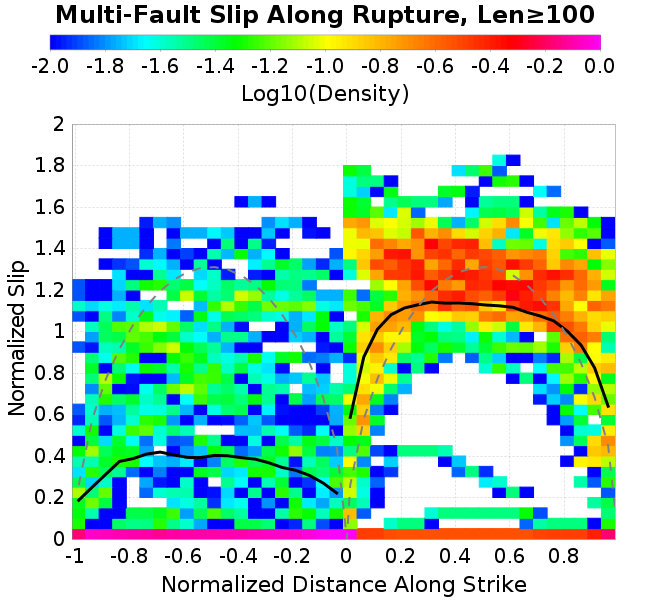 Multi-Fault Slip Along Rupture, Len≥100
-2.0 -1.8 -1.6 -1.4 -1.2 -1.0 -0.8 -0.6 -0.4 -0.2 0.0
Log10(Density)
2
1.8
1.6
1.4
1.2
1
0.8
0.6
0.4
0.2
0
Normalized Slip
-1 -0.8 -0.6 -0.4 -0.2 0 0.2 0.4 0.6 0.8
Normalized Distance Along Strike